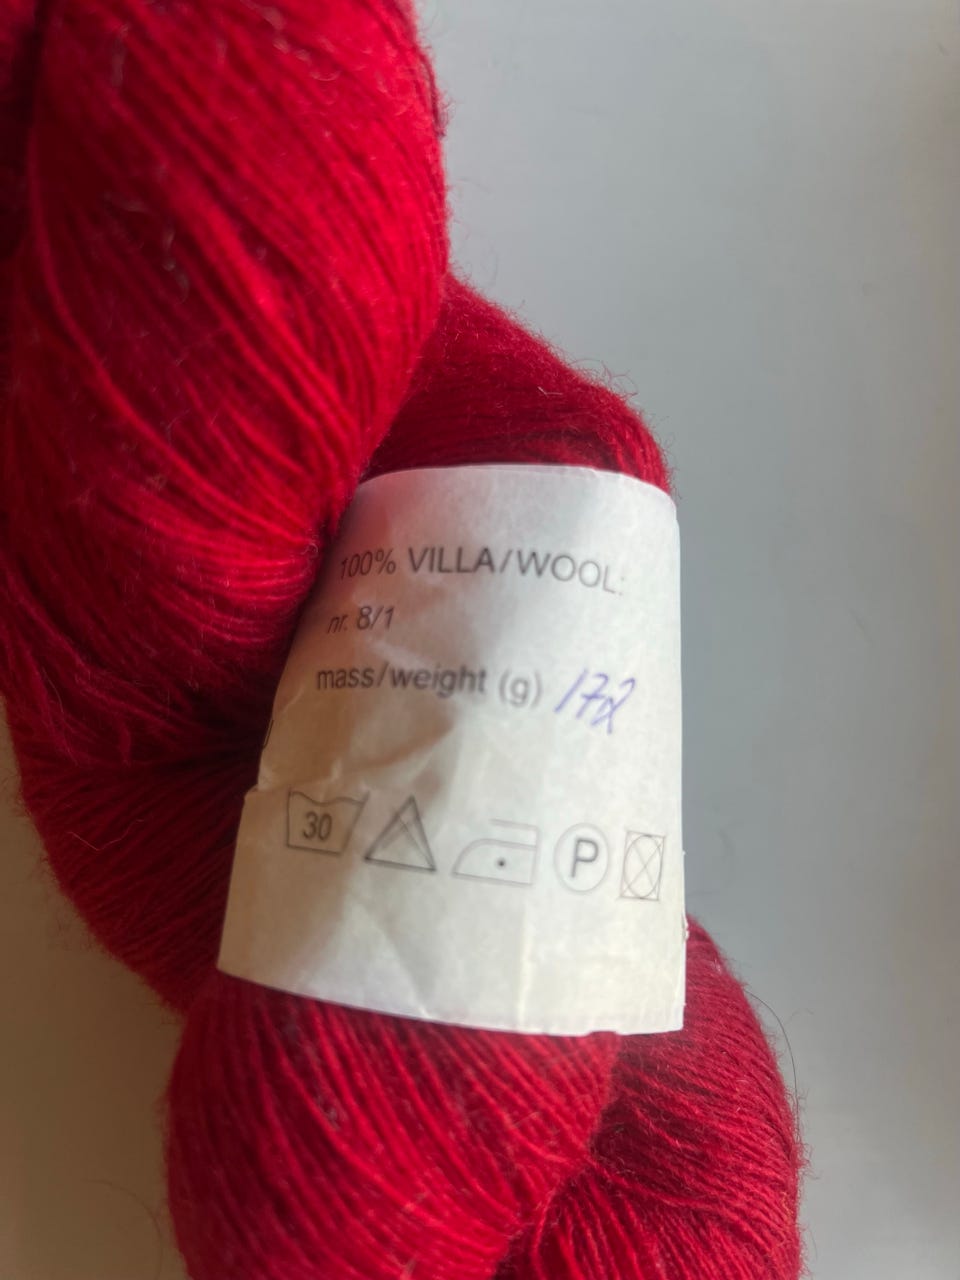 100% VILLA/WOOL:
nr. 8/1
mass/weight (g) 172
30 P